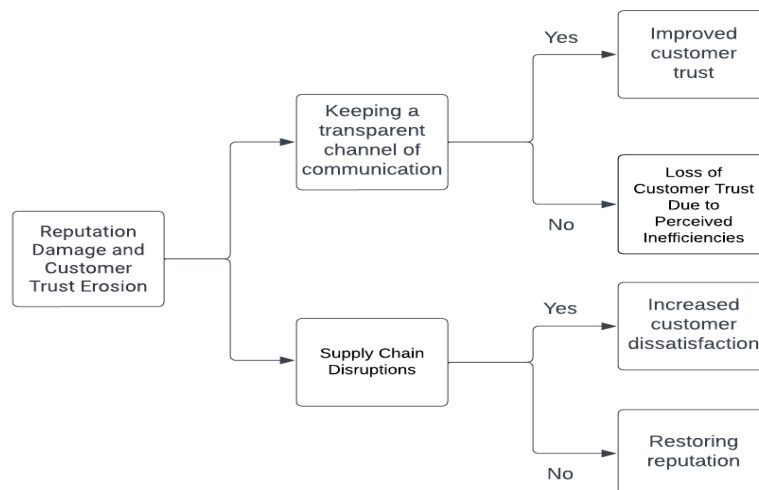 Yes
Improved
customer
trust
Keeping a
transparent
channel of
communication
No
Loss of
Customer Trust
Due to
Perceived
Inefficiencies
Reputation
Damage and
Customer
Trust Erosion
Yes
Increased
customer
dissatisfaction
Supply Chain
Disruptions
No
Restoring
reputation